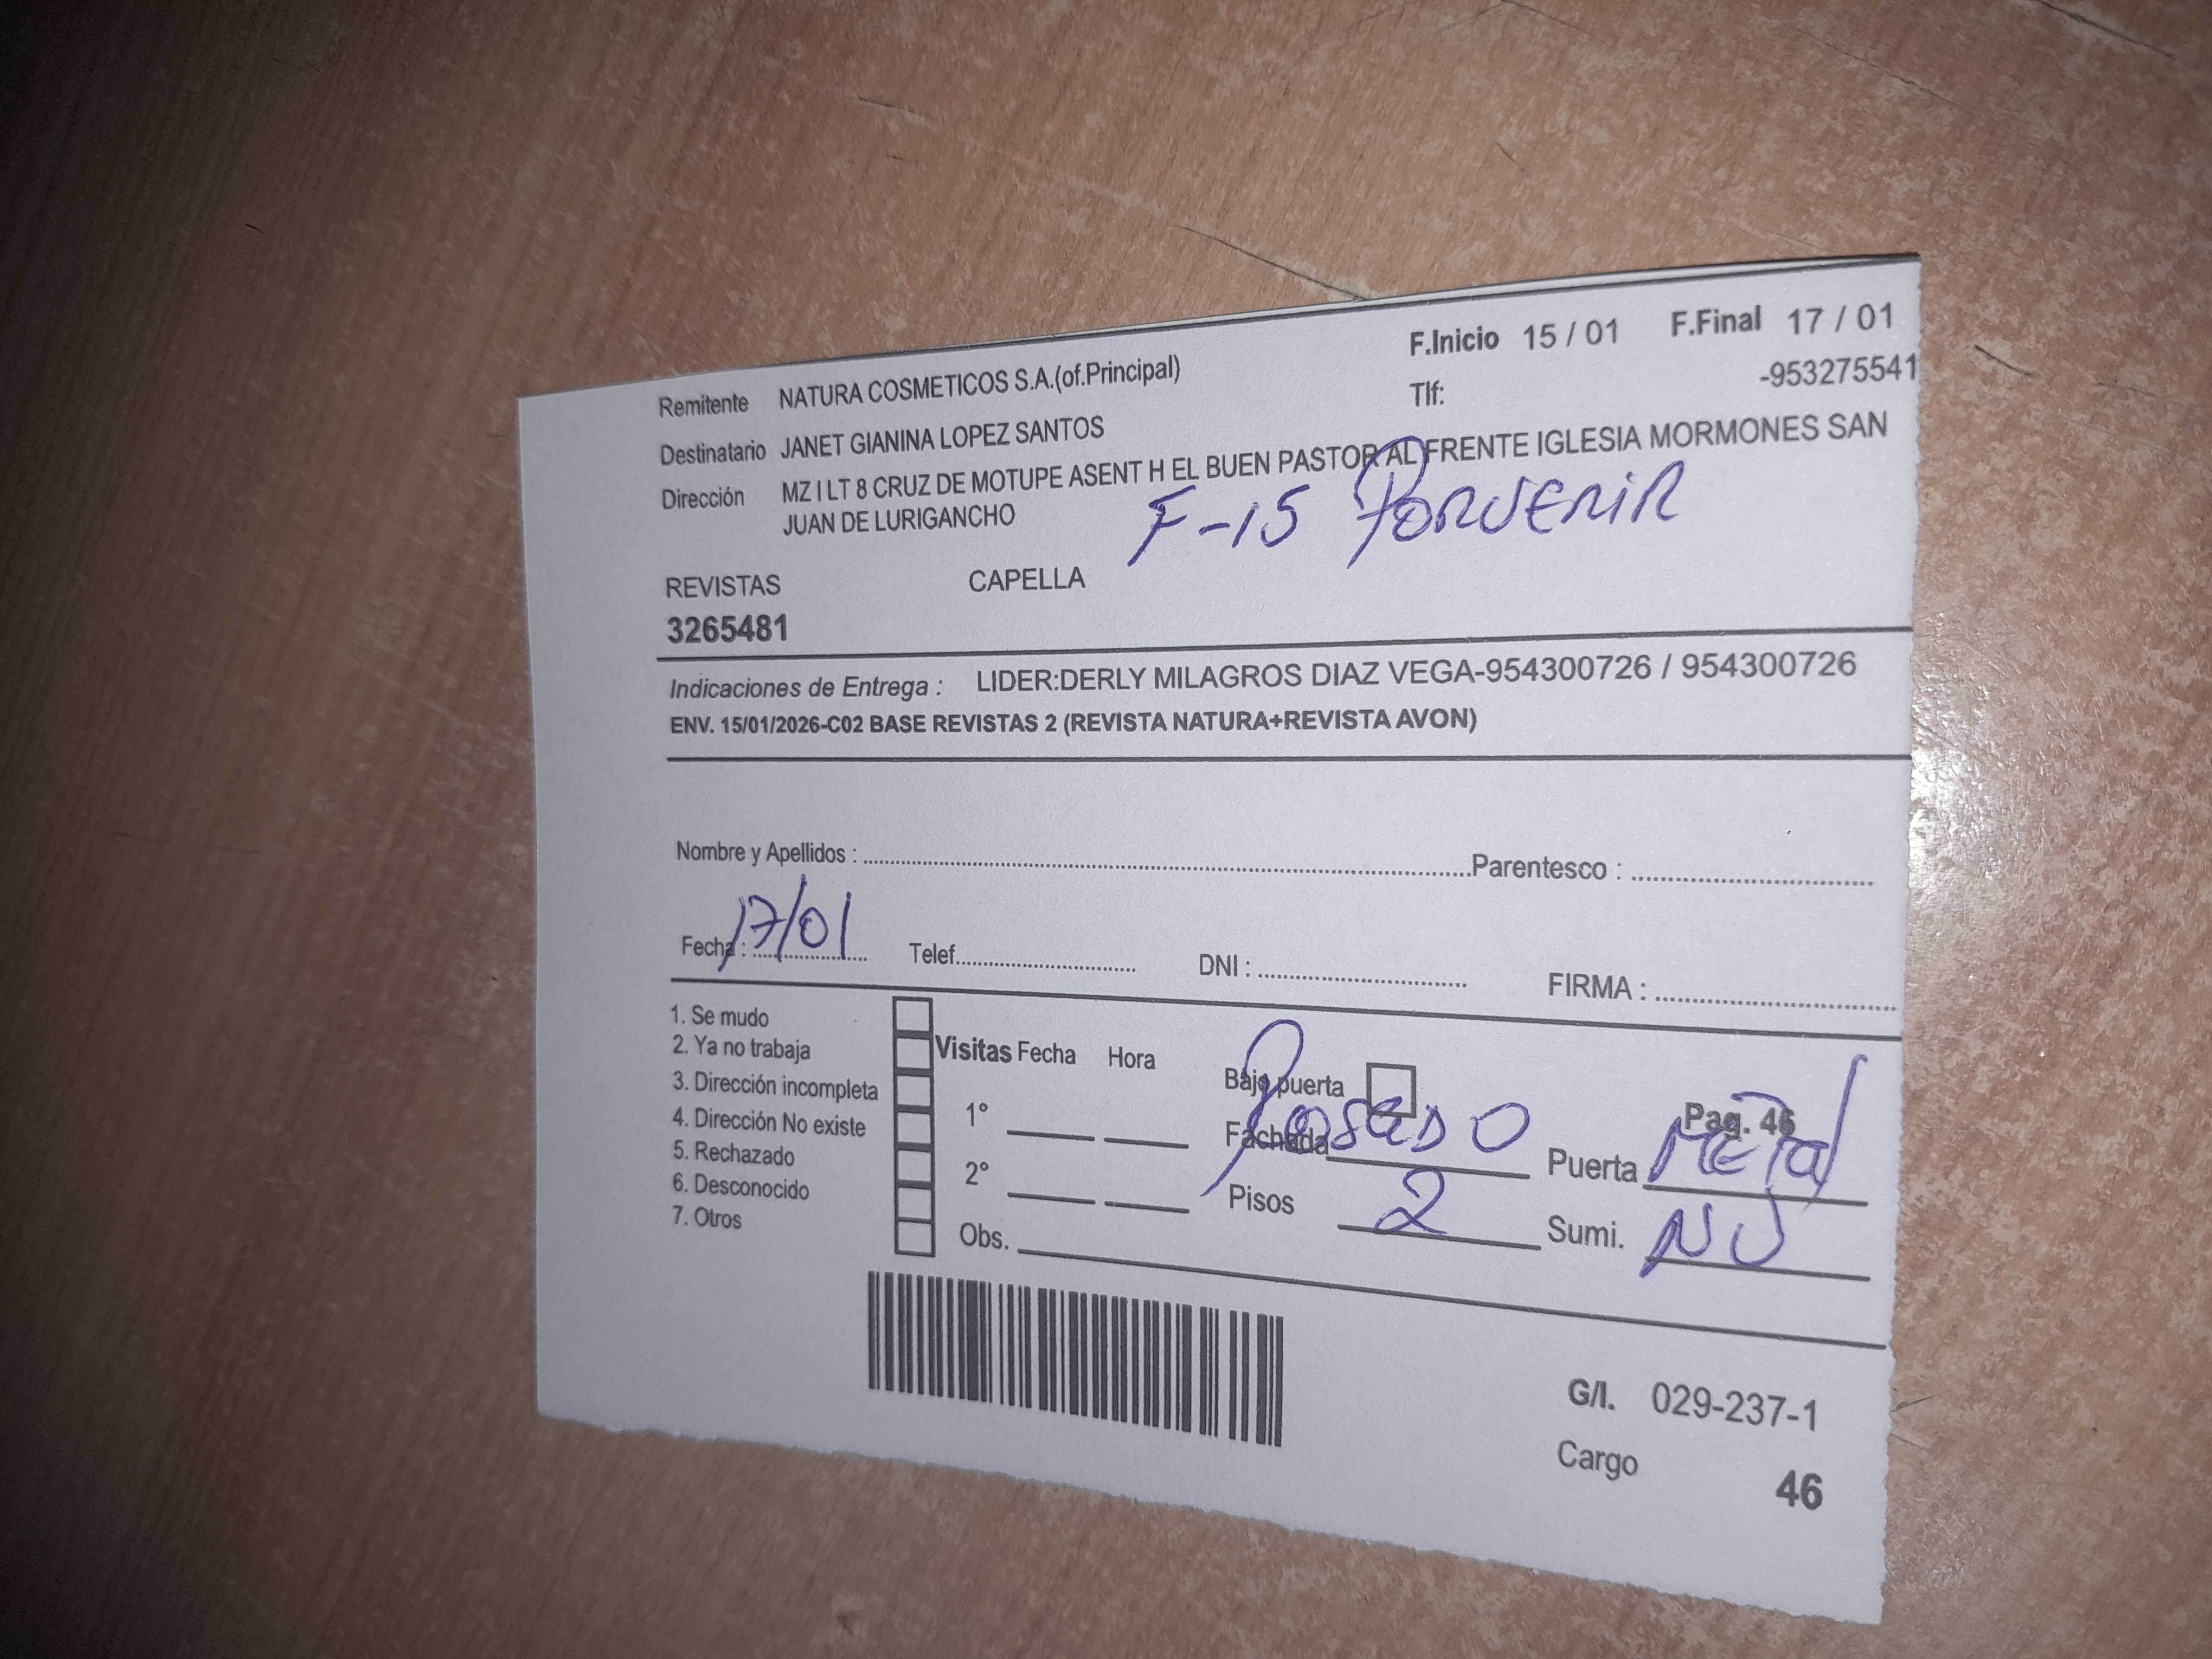 F.Inicio 15 / 01 F.Final 17 / 01
Remitente NATURA COSMETICOS S.A.(of.Principal) Tlf: -953275541
Destinatario JANET GIANINA LOPEZ SANTOS
Dirección MZ I LT 8 CRUZ DE MOTUPE ASENT H EL BUEN PASTOR AL FRENTE IGLESIA MORMONES SAN
JUAN DE LURIGANCHO
F-15 PORVENIR
REVISTAS CAPELLA
3265481
Indicaciones de Entrega : LIDER:DERLY MILAGROS DIAZ VEGA-954300726 / 954300726
ENV. 15/01/2026-C02 BASE REVISTAS 2 (REVISTA NATURA+REVISTA AVON)
Nombre y Apellidos : Parentesco :
Fecha : 17/01 Telef. DNI : FIRMA :
1. Se mudo
2. Ya no trabaja
3. Dirección incompleta
4. Dirección No existe
5. Rechazado
6. Desconocido
7. Otros
Visitas Fecha Hora
1°
2°
Obs.
Bajo puerta Pag. 46
Fachada Rosado Puerta METal
Pisos 2 Sumi. NU
G/I. 029-237-1
Cargo 46